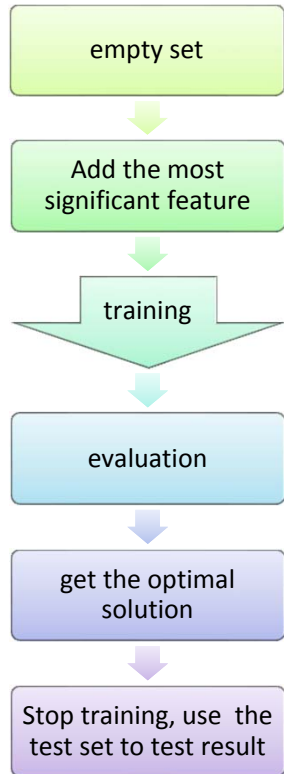 empty set
Add the most
significant feature
training
evaluation
get the optimal
solution
Stop training, use  the
test set to test result